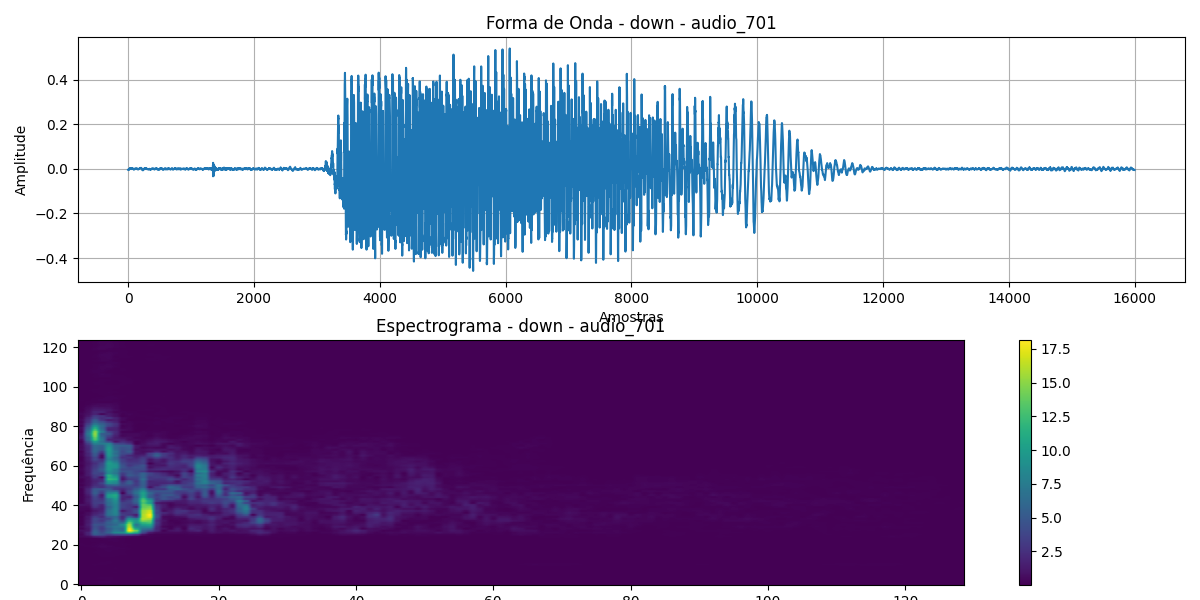 Forma de Onda - down - audio_701
Amplitude
0.4
0.2
0.0
−0.2
−0.4
0 2000 4000 6000 8000 10000 12000 14000 16000
Amostras
Espectrograma - down - audio_701
Frequência
120
100
80
60
40
20
0
0 20 40 60 80 100 120
17.5
15.0
12.5
10.0
7.5
5.0
2.5